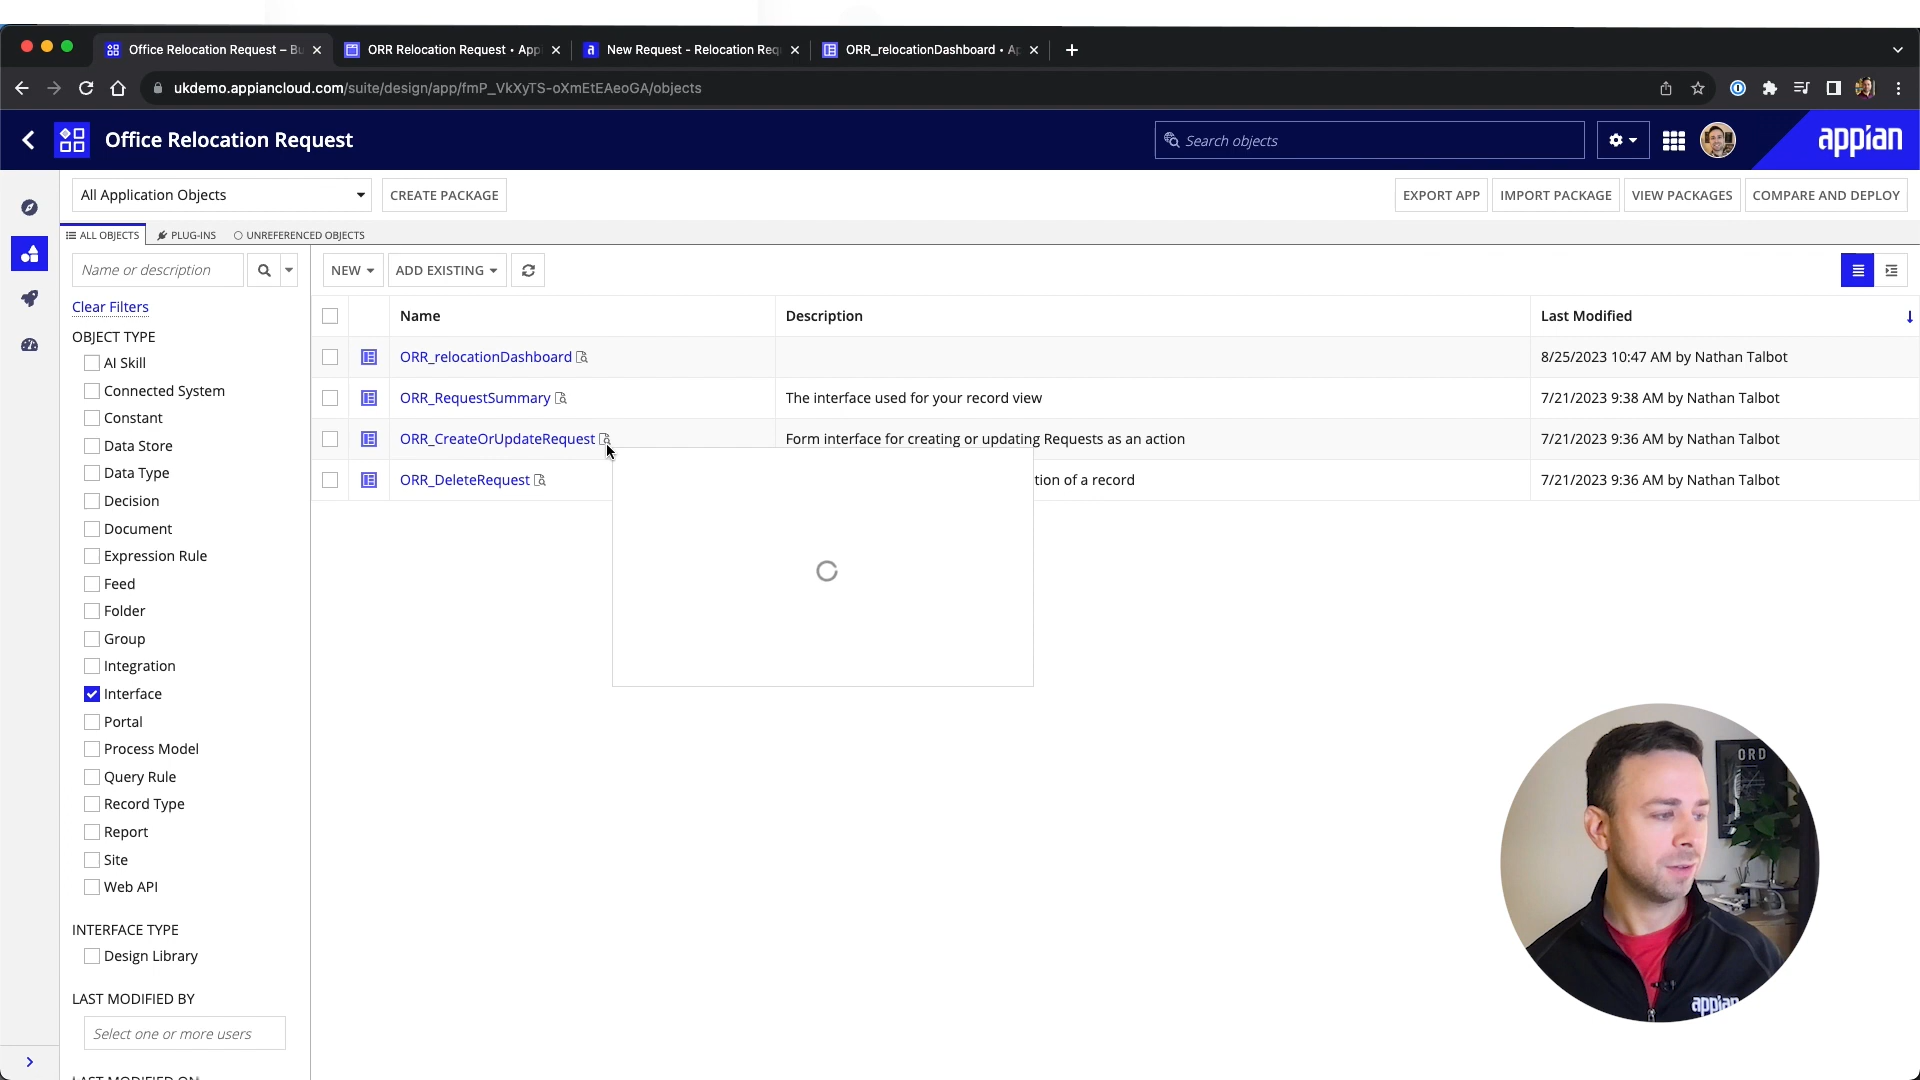 Office Relocation Request – Bu
ORR Relocation Request • Appi
New Request - Relocation Req
ORR_relocationDashboard • A
ukdemo.appiancloud.com/suite/design/app/fmP_VkXyTS-oXmEtEAeoGA/objects
Office Relocation Request
Search objects
appian
All Application Objects
CREATE PACKAGE
EXPORT APP
IMPORT PACKAGE
VIEW PACKAGES
COMPARE AND DEPLOY
ALL OBJECTS
PLUG-INS
UNREFERENCED OBJECTS
Name or description
NEW
ADD EXISTING
Clear Filters
OBJECT TYPE
AI Skill
Connected System
Constant
Data Store
Data Type
Decision
Document
Expression Rule
Feed
Folder
Group
Integration
Interface
Portal
Process Model
Query Rule
Record Type
Report
Site
Web API
INTERFACE TYPE
Design Library
LAST MODIFIED BY
Select one or more users
LAST MODIFIED ON
Name
Description
Last Modified
ORR_relocationDashboard
8/25/2023 10:47 AM by Nathan Talbot
ORR_RequestSummary
The interface used for your record view
7/21/2023 9:38 AM by Nathan Talbot
ORR_CreateOrUpdateRequest
Form interface for creating or updating Requests as an action
7/21/2023 9:36 AM by Nathan Talbot
ORR_DeleteRequest
tion of a record
7/21/2023 9:36 AM by Nathan Talbot
ORD
appian